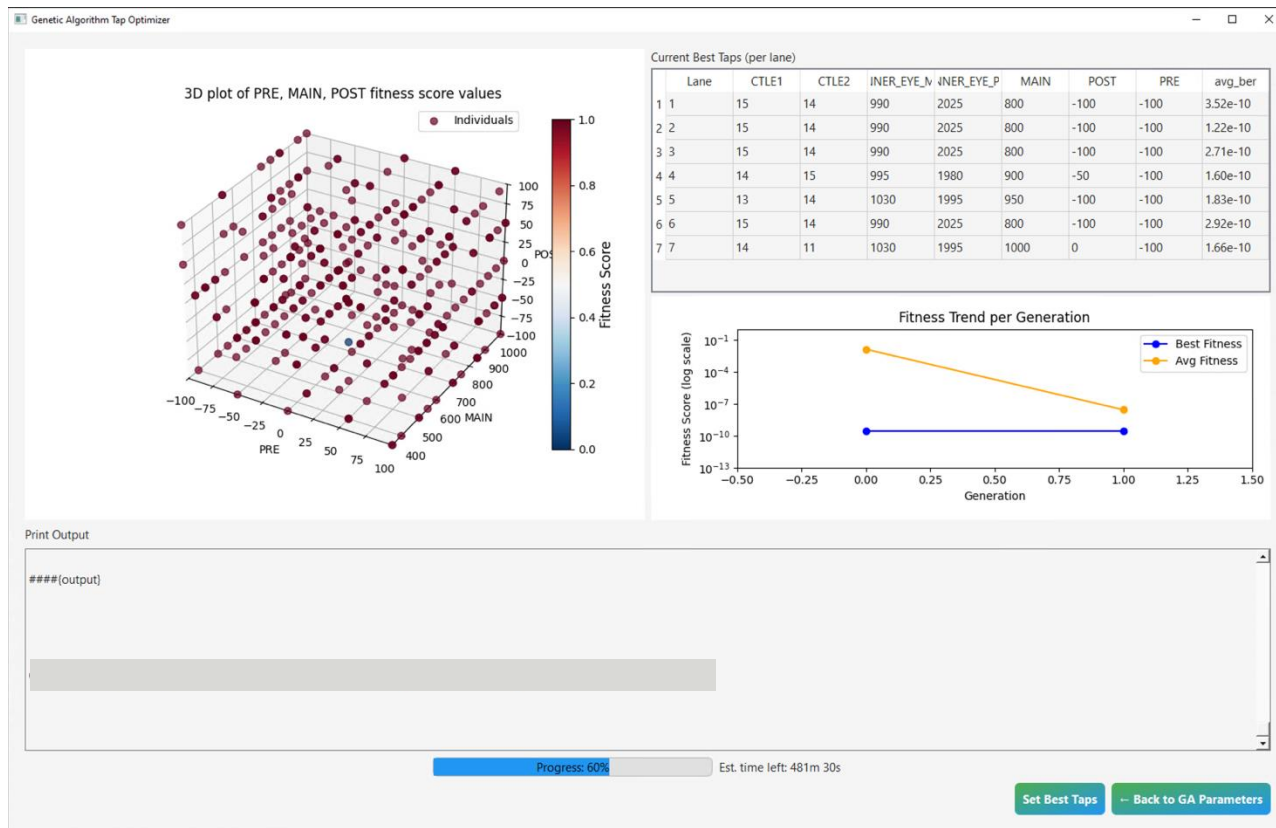 Genetic Algorithm Tap Optimizer
3D plot of PRE, MAIN, POST fitness score values
Individuals
1.0
0.8
0.6
0.4
0.2
0.0
Fitness Score
100
75
50
25
0
−25
−50
−75
−100
POS
1000
900
800
700
600
500
400
MAIN
−100
−75
−50
−25
0
25
50
75
100
PRE
Current Best Taps (per lane)
Lane CTLE1 CTLE2 INNER_EYE_M INNER_EYE_P MAIN POST PRE avg_ber
1 1 15 14 990 2025 800 -100 -100 3.52e-10
2 2 15 14 990 2025 800 -100 -100 1.22e-10
3 3 15 14 990 2025 800 -100 -100 2.71e-10
4 4 14 15 995 1980 900 -50 -100 1.60e-10
5 5 13 14 1030 1995 950 -100 -100 1.83e-10
6 6 15 14 990 2025 800 -100 -100 2.92e-10
7 7 14 11 1030 1995 1000 0 -100 1.66e-10
Fitness Trend per Generation
Best Fitness
Avg Fitness
Fitness Score (log scale)
10⁻¹
10⁻⁴
10⁻⁷
10⁻¹⁰
10⁻¹³
−0.50 −0.25 0.00 0.25 0.50 0.75 1.00 1.25 1.50
Generation
Print Output
####{output}
Progress: 60%
Est. time left: 481m 30s
Set Best Taps
← Back to GA Parameters